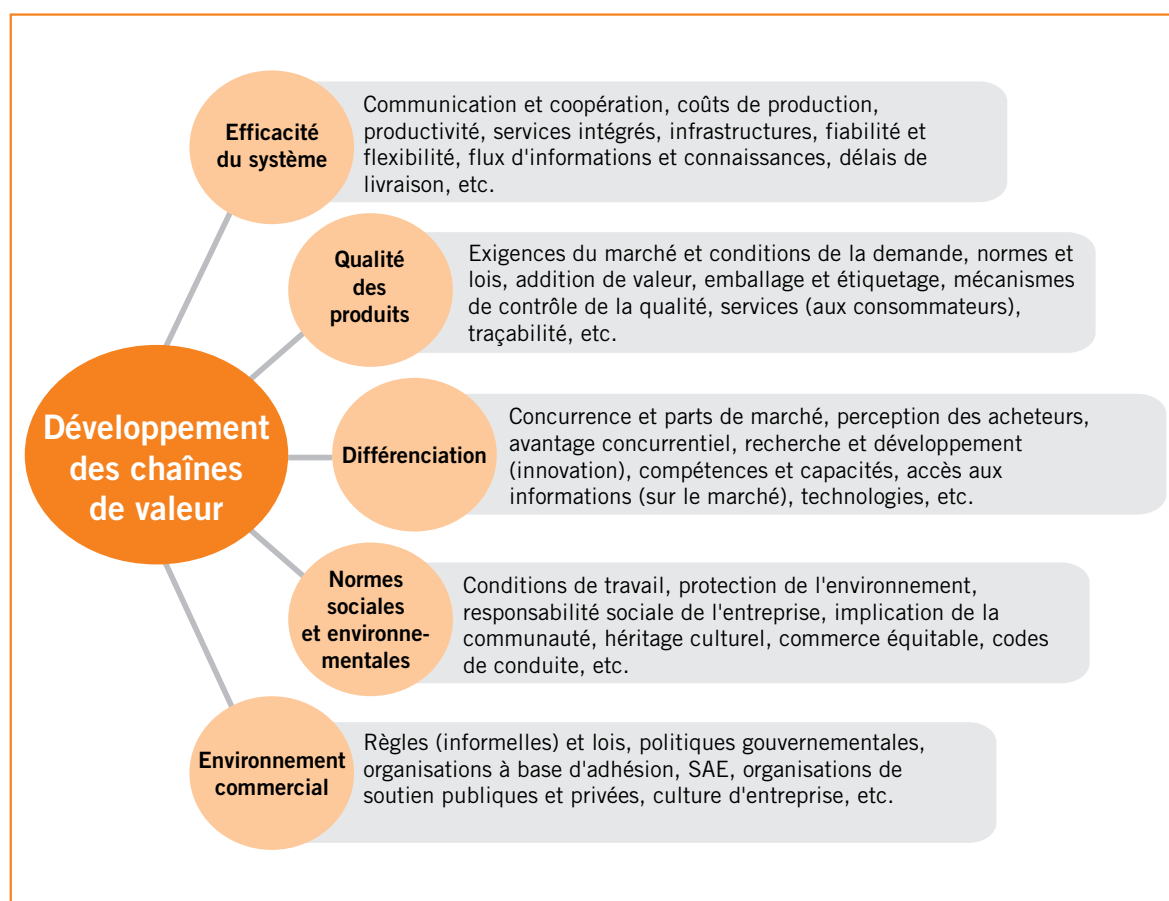 Efficacité
du système
Communication et coopération, coûts de production,
productivité, services intégrés, infrastructures, fiabilité et
flexibilité, flux d'informations et connaissances, délais de
livraison, etc.
Qualité
des
produits
Exigences du marché et conditions de la demande, normes et
lois, addition de valeur, emballage et étiquetage, mécanismes
de contrôle de la qualité, services (aux consommateurs),
traçabilité, etc.
Développement
des chaînes
de valeur
Différenciation
Concurrence et parts de marché, perception des acheteurs,
avantage concurrentiel, recherche et développement
(innovation), compétences et capacités, accès aux
informations (sur le marché), technologies, etc.
Normes
sociales
et environne-
mentales
Conditions de travail, protection de l'environnement,
responsabilité sociale de l'entreprise, implication de la
communauté, héritage culturel, commerce équitable, codes
de conduite, etc.
Environnement
commercial
Règles (informelles) et lois, politiques gouvernementales,
organisations à base d'adhésion, SAE, organisations de
soutien publiques et privées, culture d'entreprise, etc.